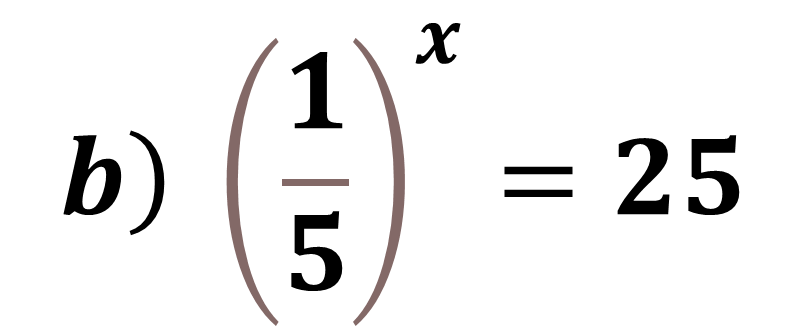 b) (1/5)^x = 25